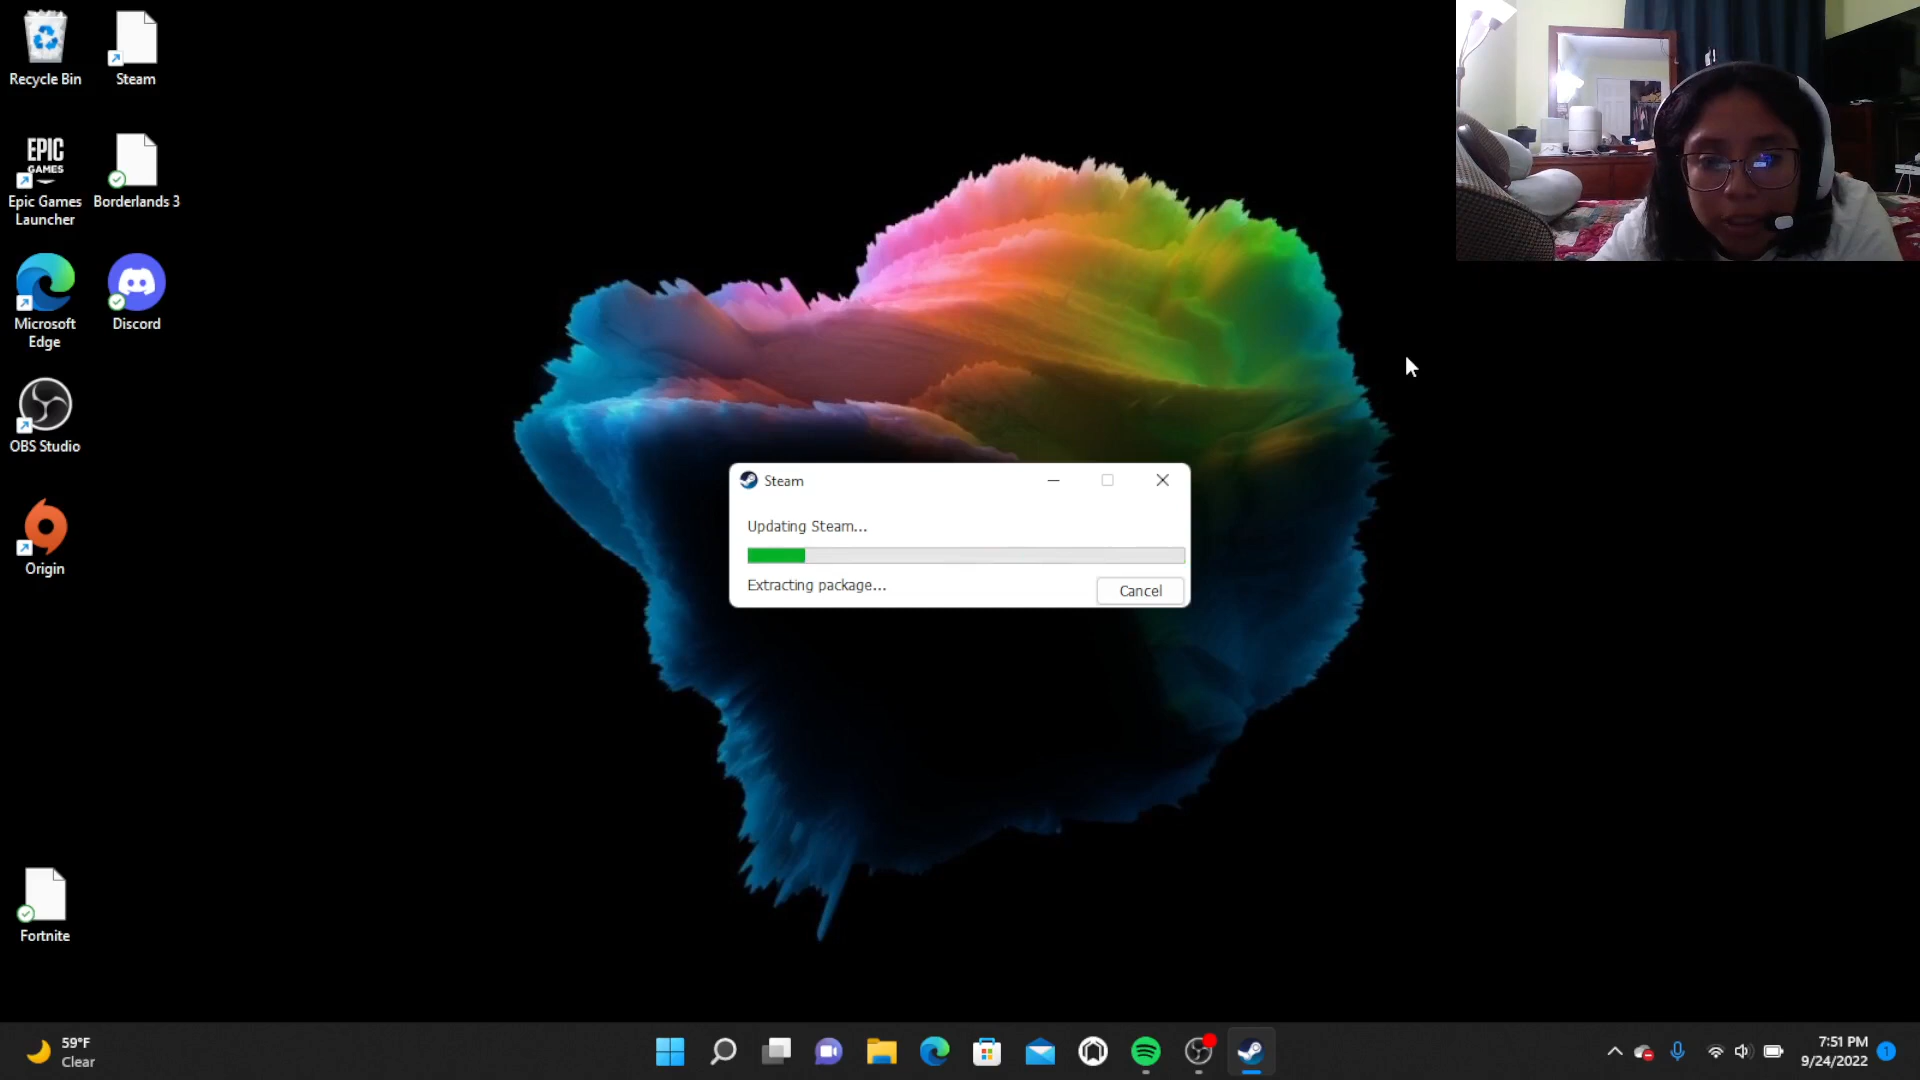 Recycle Bin
Steam
EPIC
GAMES
Epic Games
Launcher
Borderlands 3
Microsoft
Edge
Discord
OBS Studio
Origin
Fortnite
Steam
Updating Steam...
Extracting package...
Cancel
59°F
Clear
7:51 PM
9/24/2022
1